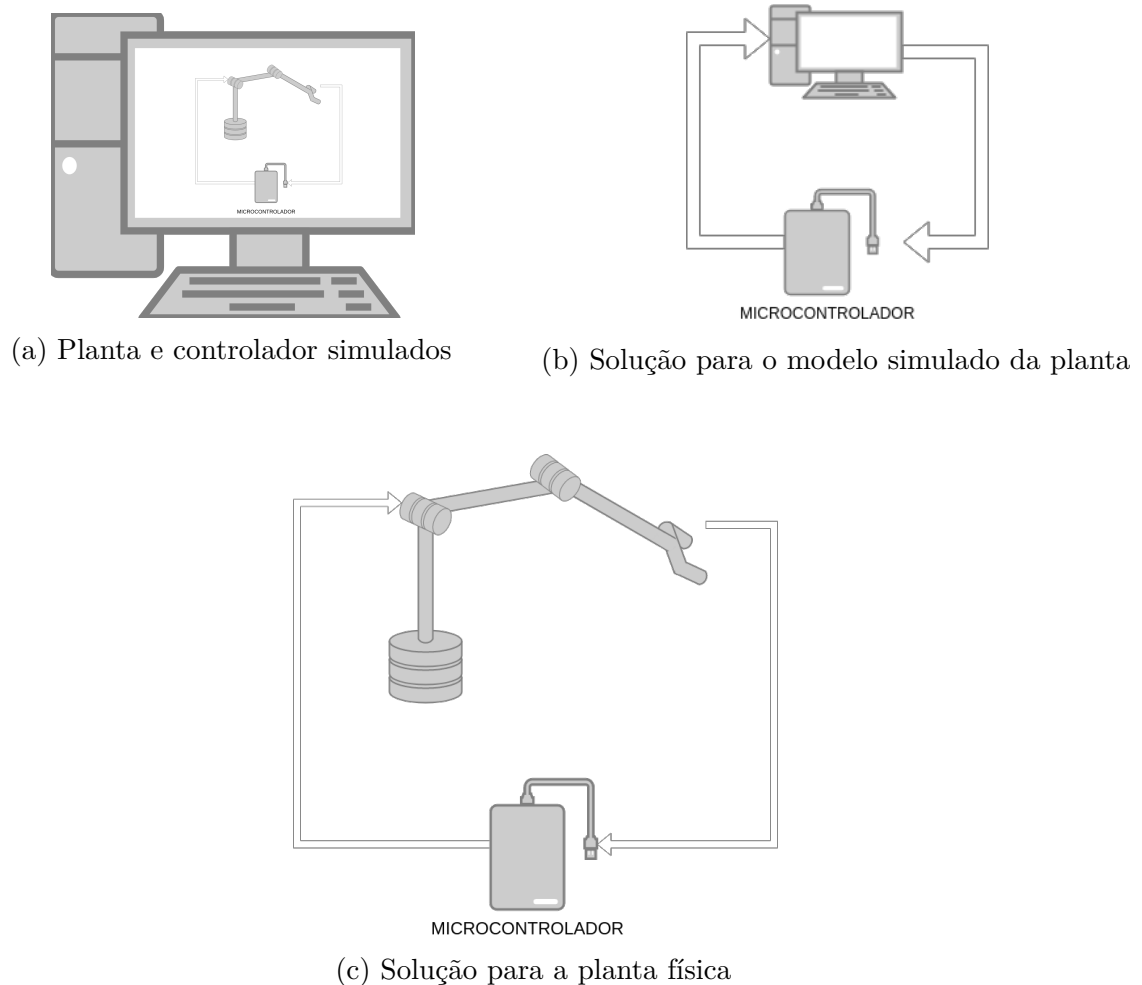 MICROCONTROLADOR
(a) Planta e controlador simulados
MICROCONTROLADOR
(b) Solução para o modelo simulado da planta
MICROCONTROLADOR
(c) Solução para a planta física